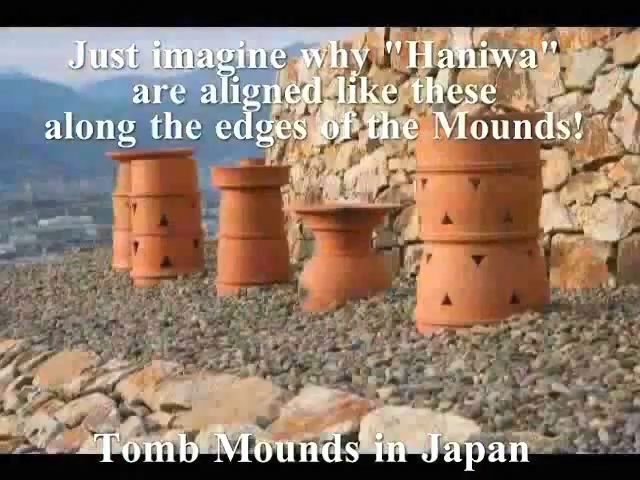 Just imagine why "Haniwa"
are aligned like these
along the edges of the Mounds!
Tomb Mounds in Japan